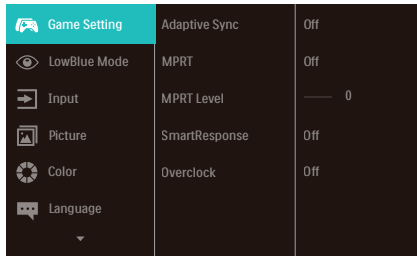 Game Setting Adaptive Sync Off
LowBlue Mode MPRT Off
Input MPRT Level 0
Picture SmartResponse Off
Color Overclock Off
Language